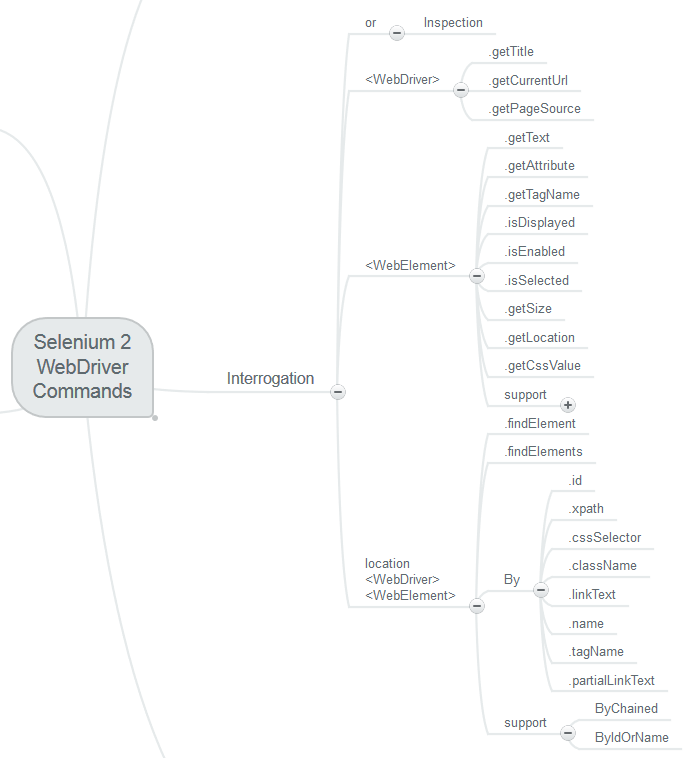 Selenium 2
WebDriver
Commands
Interrogation
or
Inspection
<WebDriver>
.getTitle
.getCurrentUrl
.getPageSource
<WebElement>
.getText
.getAttribute
.getTagName
.isDisplayed
.isEnabled
.isSelected
.getSize
.getLocation
.getCssValue
support
location
<WebDriver>
<WebElement>
.findElement
.findElements
By
.id
.xpath
.cssSelector
.className
.linkText
.name
.tagName
.partialLinkText
support
ByChained
ByIdOrName